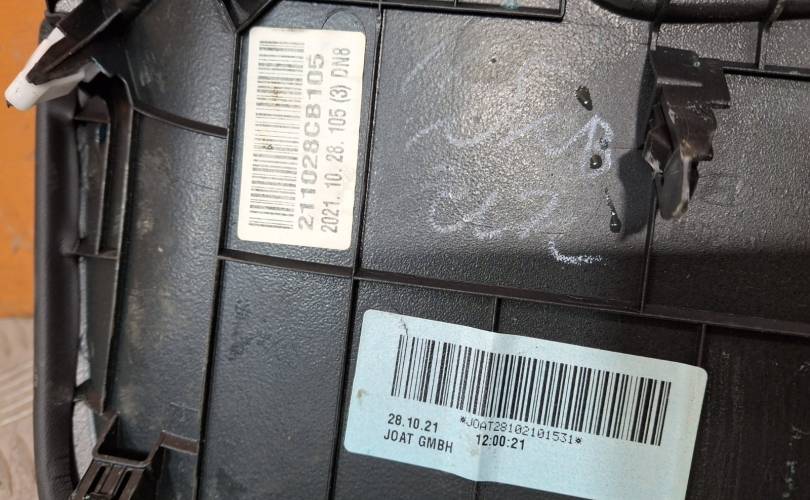 211028CB105
2021. 10. 28. 105 (3) DN8
28.10.21 *JOAT28102101531*
JOAT GMBH 12:00:21